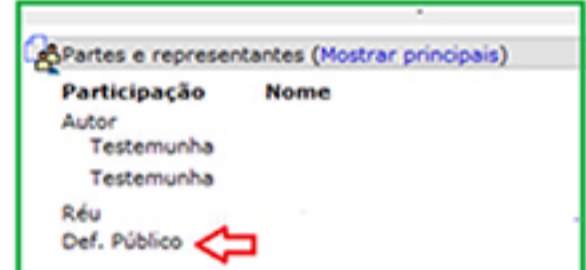 Partes e representantes (Mostrar principais)
Participação Nome
Autor
Testemunha
Testemunha
Réu
Def. Público